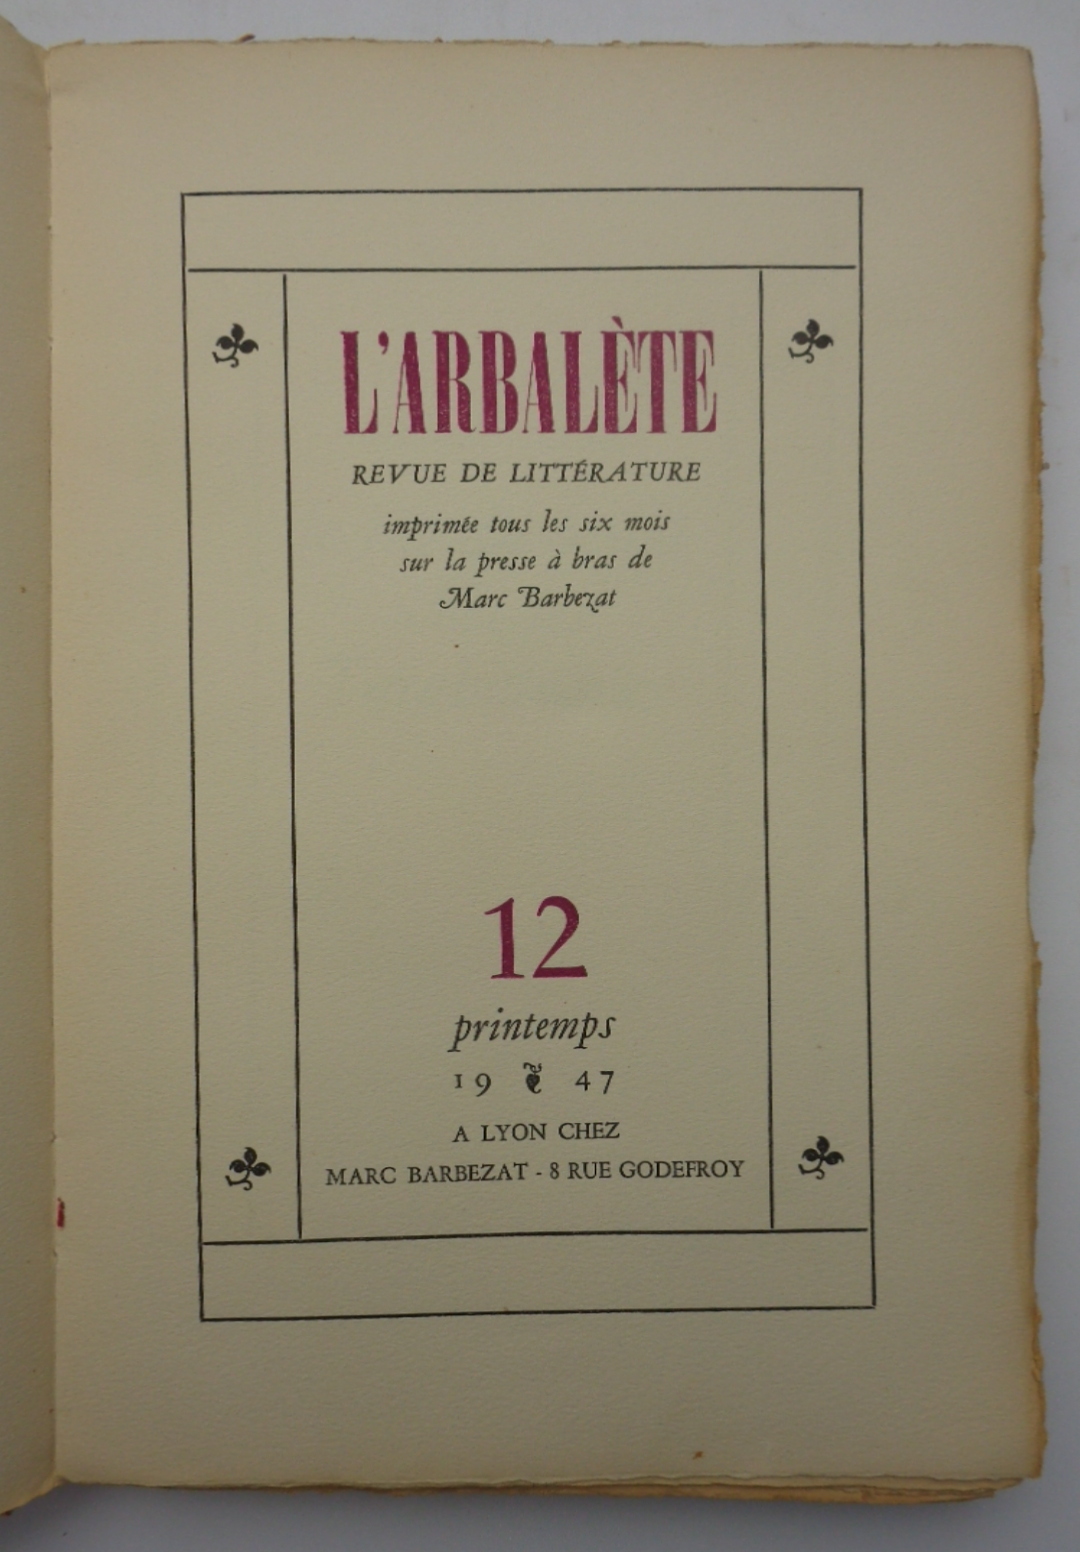 L'ARBALÈTE
REVUE DE LITTÉRATURE
imprimée tous les six mois
sur la presse à bras de
Marc Barbezat
12
printemps
19 47
A LYON CHEZ
MARC BARBEZAT - 8 RUE GODEFROY